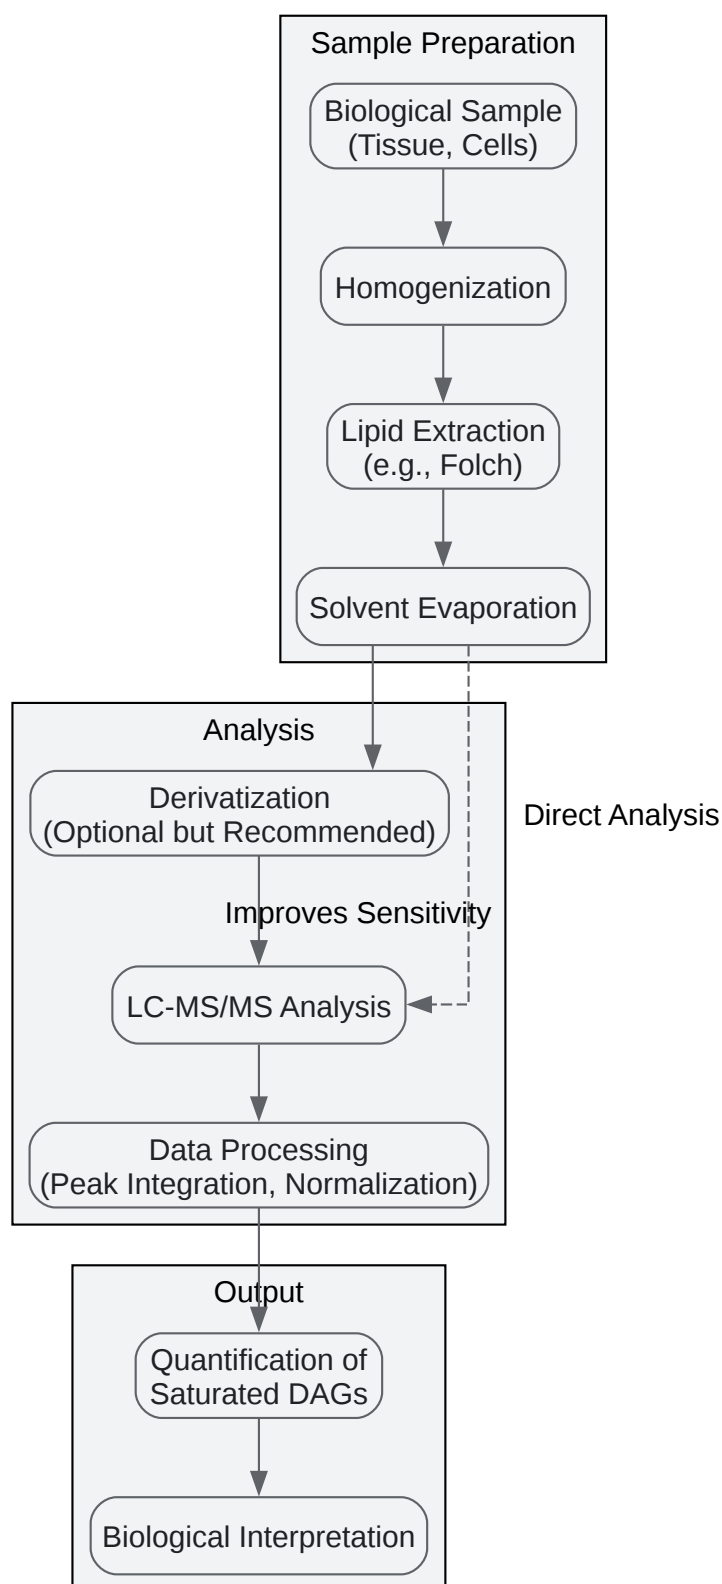 Sample Preparation
Biological Sample
(Tissue, Cells)
Homogenization
Lipid Extraction
(e.g., Folch)
Solvent Evaporation
Analysis
Derivatization
(Optional but Recommended)
Direct Analysis
Improves Sensitivity
LC-MS/MS Analysis
Data Processing
(Peak Integration, Normalization)
Output
Quantification of
Saturated DAGs
Biological Interpretation